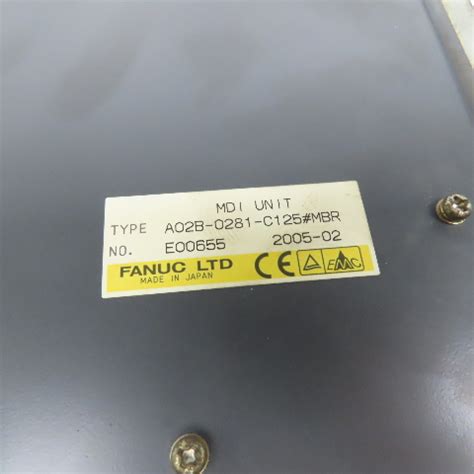 MDI UNIT
TYPE A02B-0281-C125#MBR
NO. E00655 2005-02
FANUC LTD CE EMC
MADE IN JAPAN